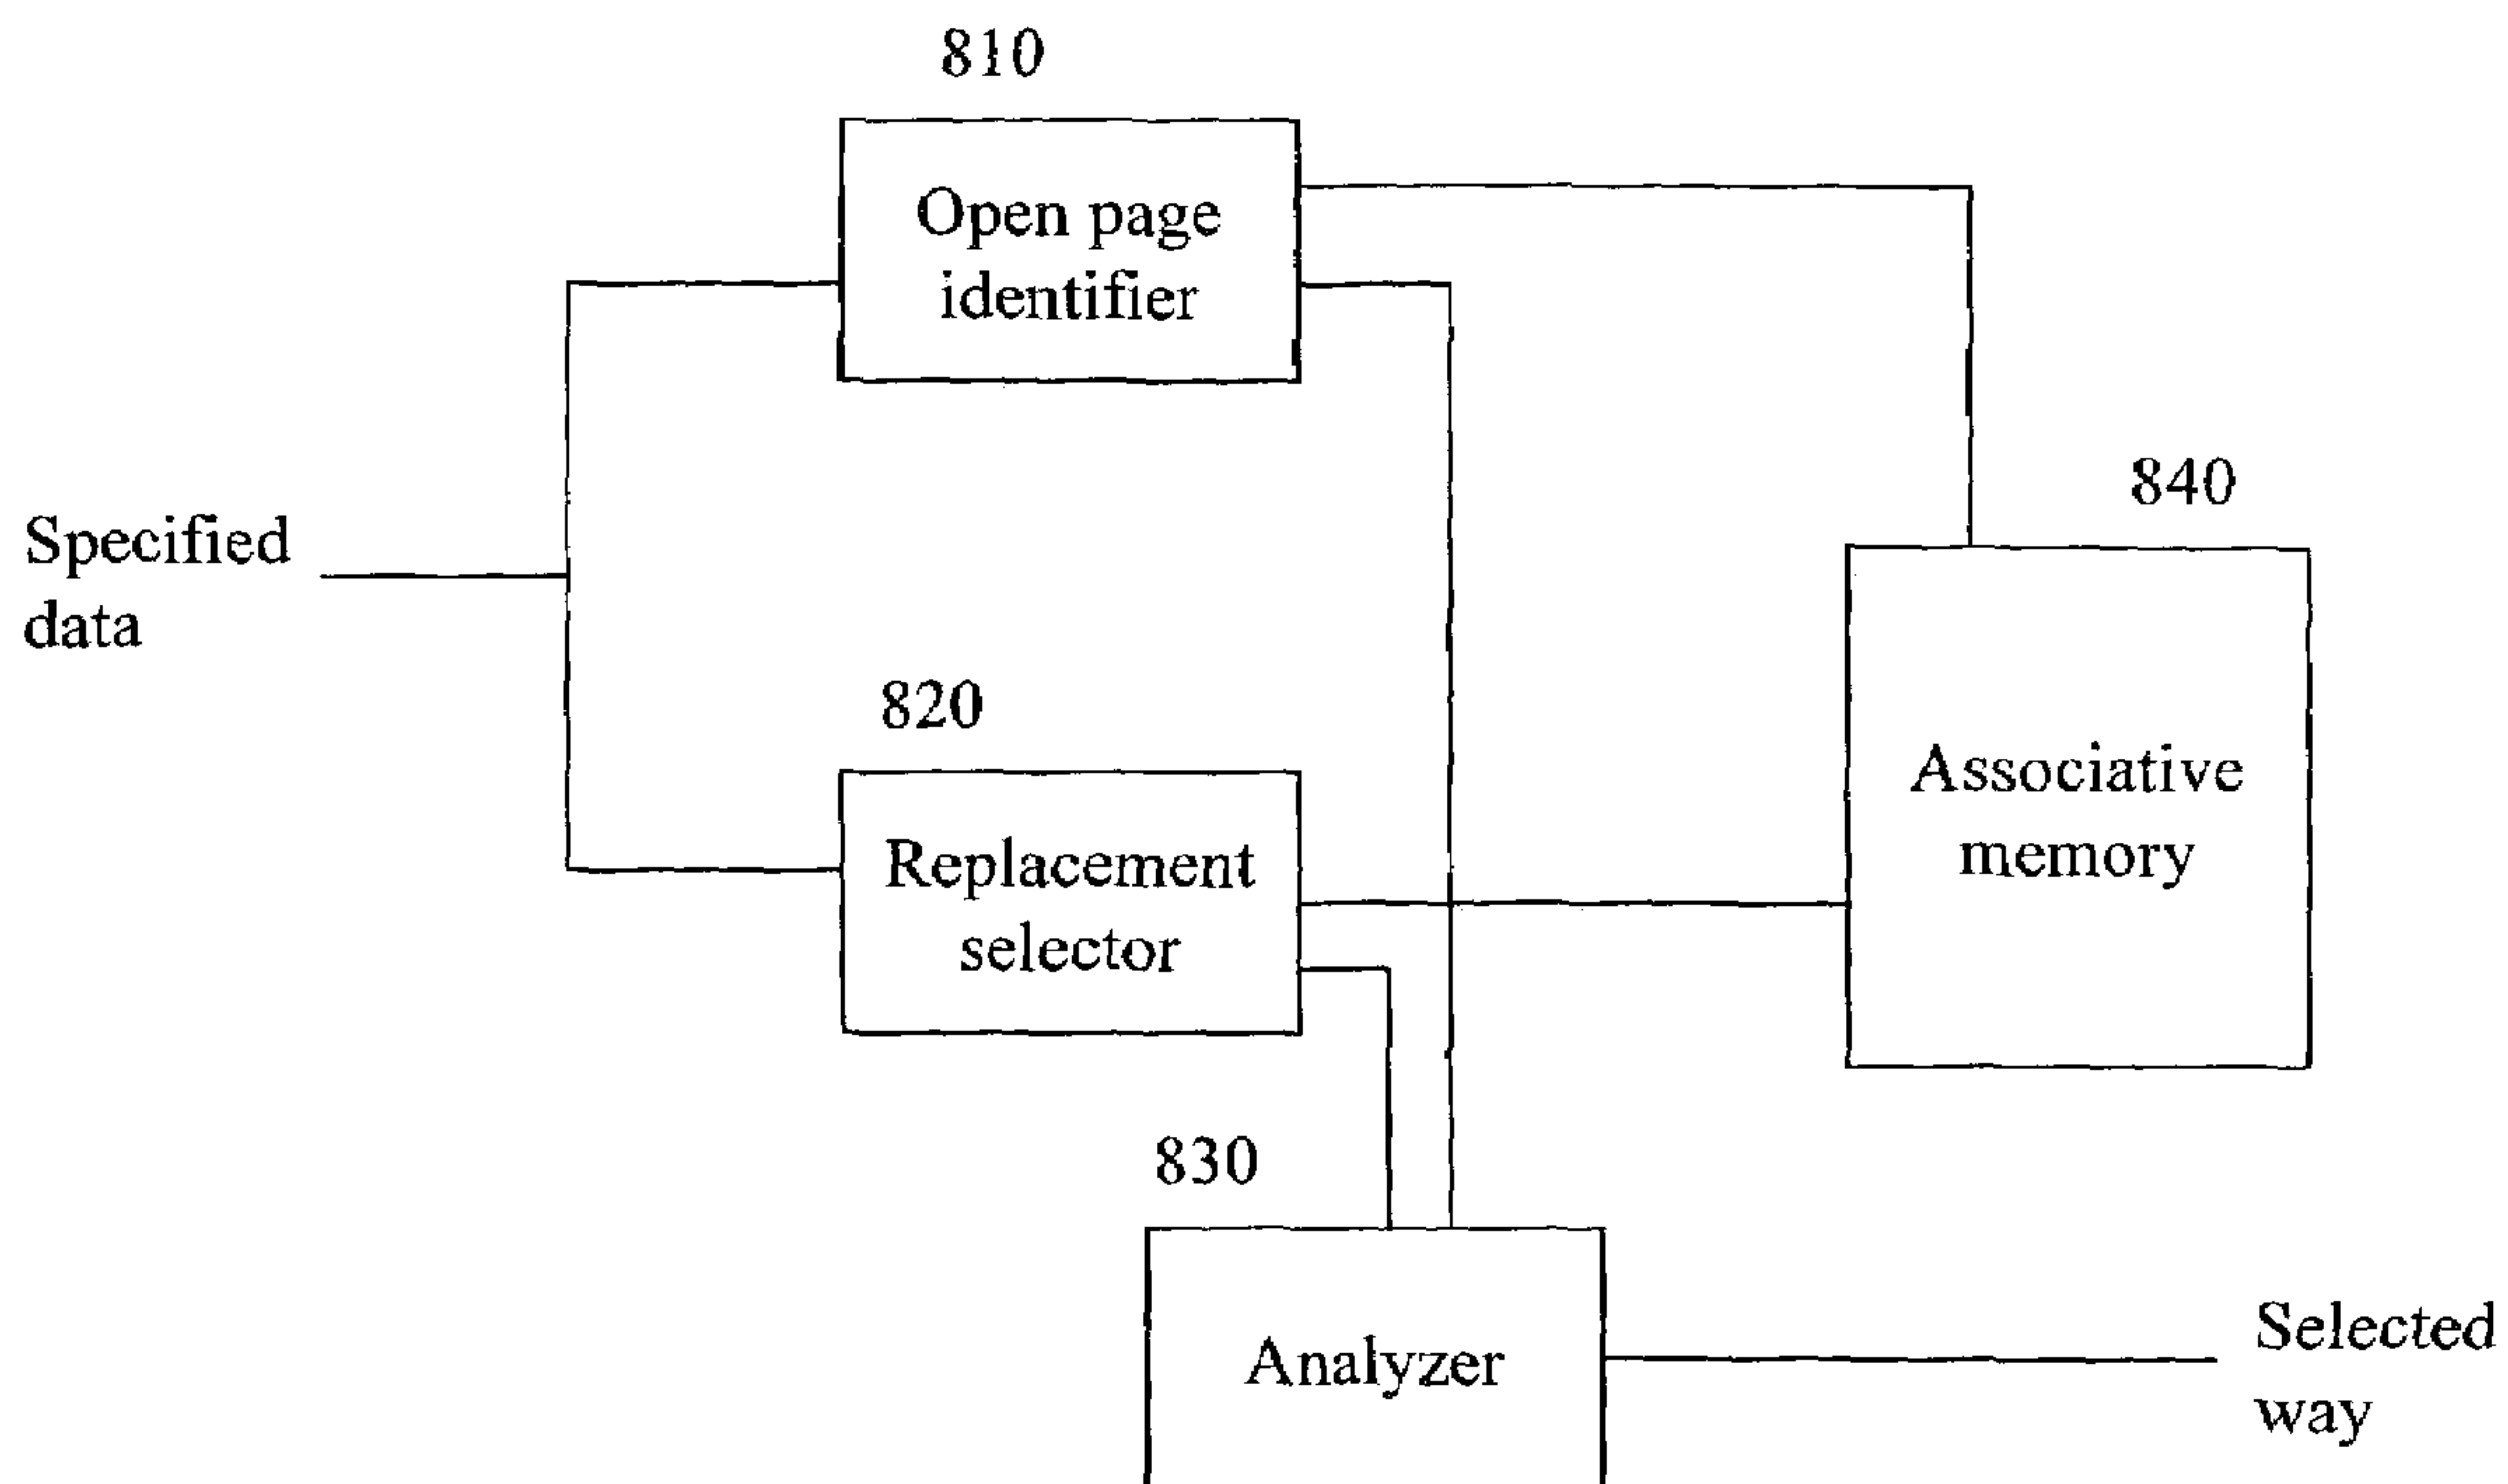 810
Open page
identifier
840
Specified
data
820
Associative
memory
Replacement
selector
830
Analyzer
Selected
way